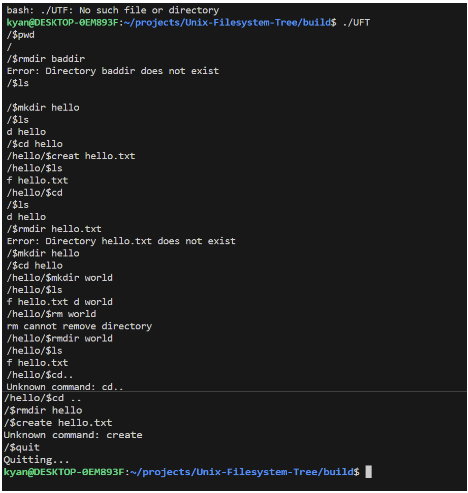 bash: ./UTF: No such file or directory
kyan@DESKTOP-0EM893F:~/projects/Unix-Filesystem-Tree/build$ ./UFT
/$pwd
/
/$rmdir baddir
Error: Directory baddir does not exist
/$ls
/$mkdir hello
/$ls
d hello
/$cd hello
/hello/$creat hello.txt
/hello/$ls
f hello.txt
/hello/$cd
/$ls
d hello
/$rmdir hello.txt
Error: Directory hello.txt does not exist
/$mkdir hello
/$cd hello
/hello/$mkdir world
/hello/$ls
f hello.txt d world
/hello/$rm world
rm cannot remove directory
/hello/$rmdir world
/hello/$ls
f hello.txt
/hello/$cd..
Unknown command: cd..
/hello/$cd ..
/$rmdir hello
/$create hello.txt
Unknown command: create
/$quit
Quitting...
kyan@DESKTOP-0EM893F:~/projects/Unix-Filesystem-Tree/build$